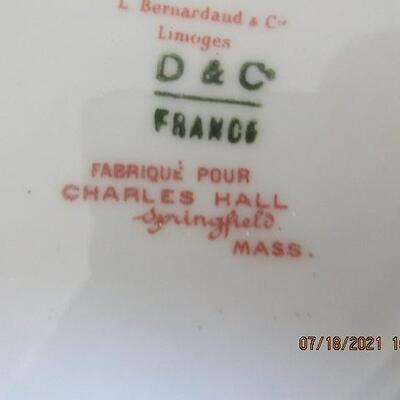 L Bernardaud & Cie
Limoges
D & Co
FRANCE
FABRIQUÉ POUR
CHARLES HALL
Springfield
MASS.
07/18/2021